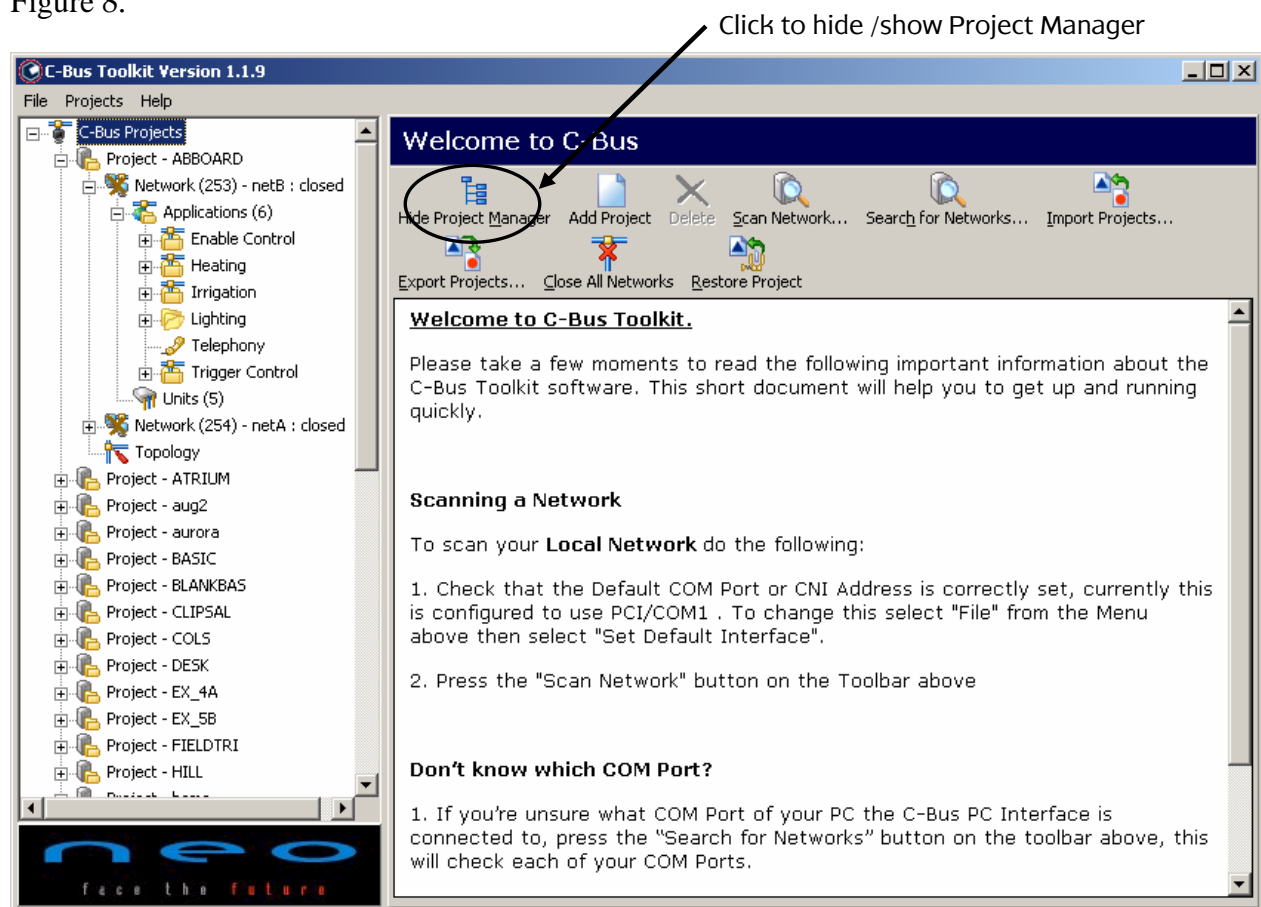 Figure 8.
Click to hide /show Project Manager
C-Bus Toolkit Version 1.1.9
File Projects Help
C-Bus Projects
Project - ABBOARD
Network (253) - netB : closed
Applications (6)
Enable Control
Heating
Irrigation
Lighting
Telephony
Trigger Control
Units (5)
Network (254) - netA : closed
Topology
Project - ATRIUM
Project - aug2
Project - aurora
Project - BASIC
Project - BLANKBAS
Project - CLIPSAL
Project - COLS
Project - DESK
Project - EX_4A
Project - EX_5B
Project - FIELDTRI
Project - HILL
Project - home
neo
face the future
Welcome to C-Bus
Hide Project Manager Add Project Delete Scan Network... Search for Networks... Import Projects...
Export Projects... Close All Networks Restore Project
Welcome to C-Bus Toolkit.
Please take a few moments to read the following important information about the
C-Bus Toolkit software. This short document will help you to get up and running
quickly.
Scanning a Network
To scan your Local Network do the following:
1. Check that the Default COM Port or CNI Address is correctly set, currently this
is configured to use PCI/COM1 . To change this select "File" from the Menu
above then select "Set Default Interface".
2. Press the "Scan Network" button on the Toolbar above
Don't know which COM Port?
1. If you're unsure what COM Port of your PC the C-Bus PC Interface is
connected to, press the “Search for Networks” button on the toolbar above, this
will check each of your COM Ports.